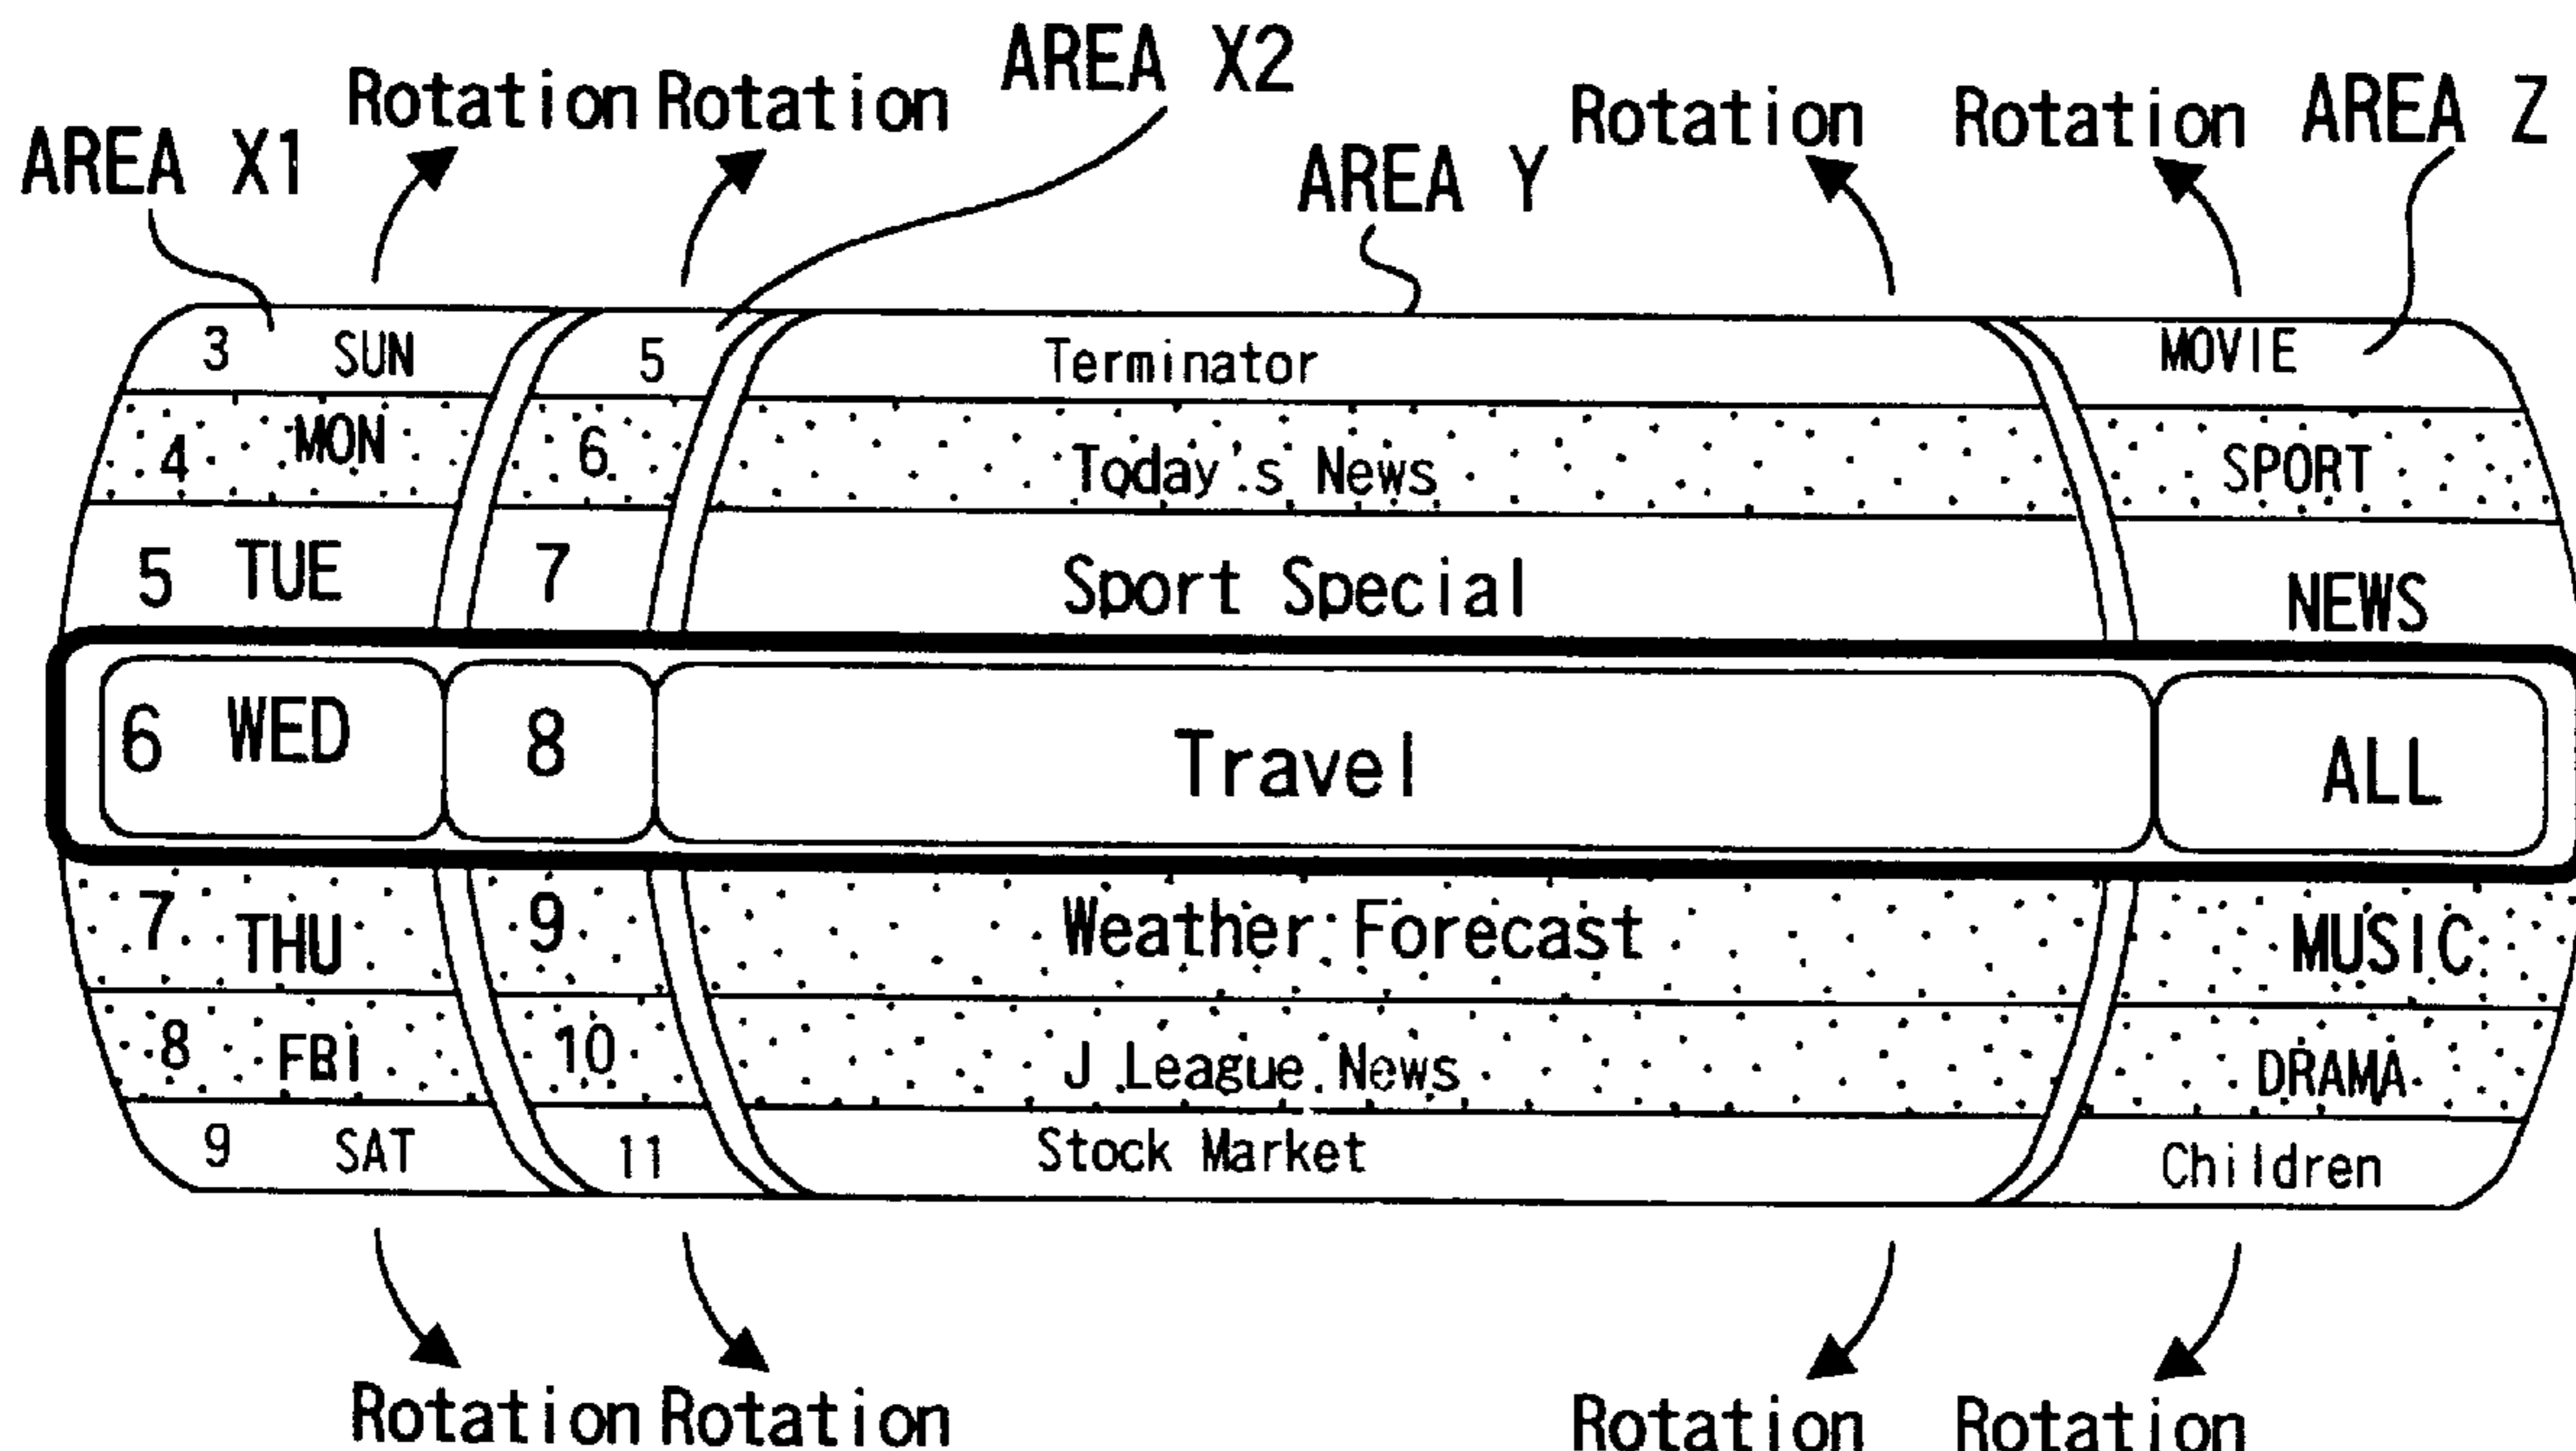 AREA X1 Rotation Rotation AREA X2 AREA Y Rotation Rotation AREA Z
3 SUN 5 Terminator MOVIE
4 MON 6 Today's News SPORT
5 TUE 7 Sport Special NEWS
6 WED 8 Travel ALL
7 THU 9 Weather Forecast MUSIC
8 FBI 10 J League News DRAMA
9 SAT 11 Stock Market Children
Rotation Rotation Rotation Rotation